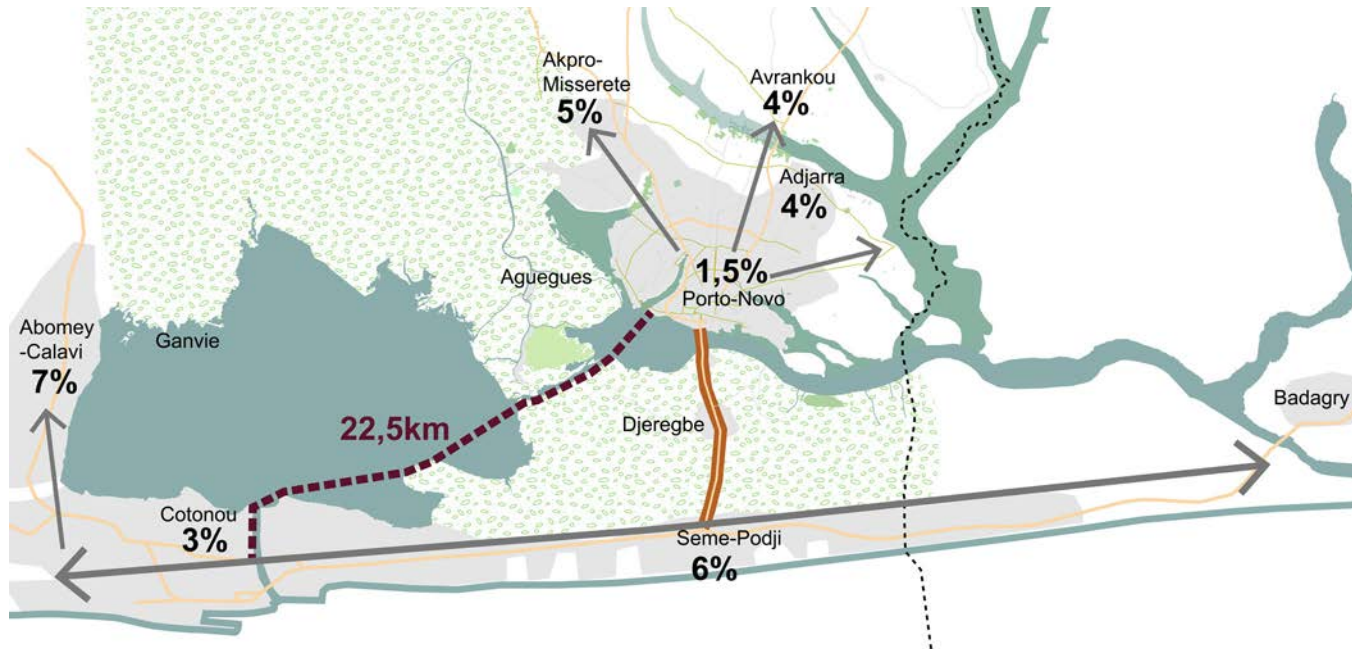 Akpro-
Misserete
5%
Avrankou
4%
Adjarra
4%
1,5%
Porto-Novo
Aguegues
Abomey
-Calavi
7%
Ganvie
22,5km
Djeregbe
Badagry
Cotonou
3%
Seme-Podji
6%